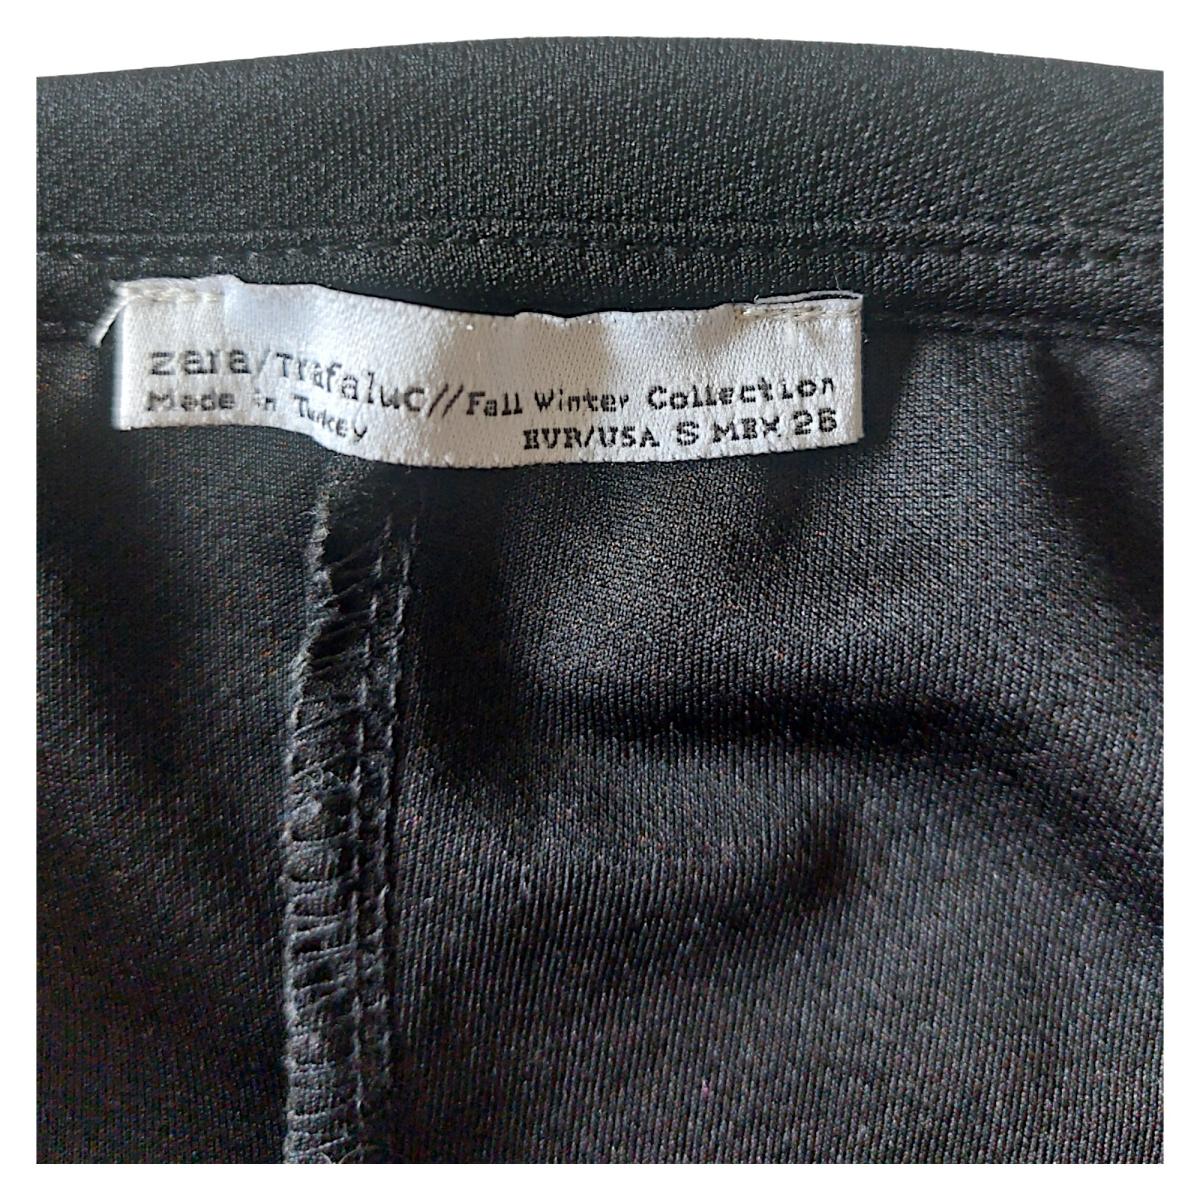 zara/Trafaluc//Fall Winter Collection
Made in Turkey
EUR/USA S MEX 26